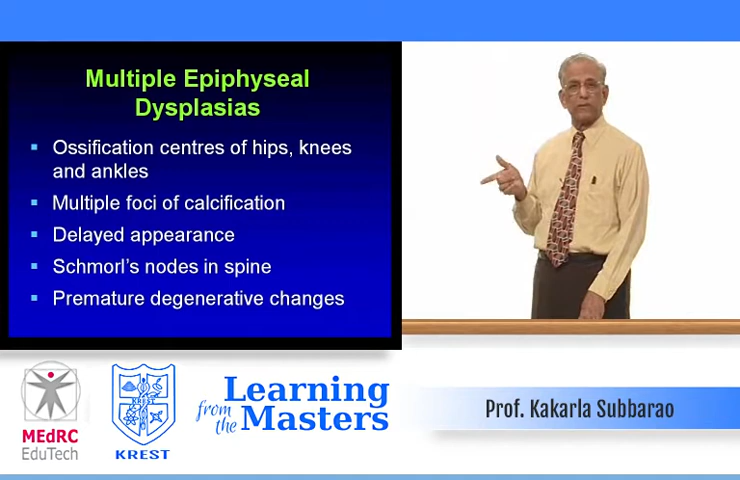 Multiple Epiphyseal
Dysplasias
▪ Ossification centres of hips, knees
and ankles
▪ Multiple foci of calcification
▪ Delayed appearance
▪ Schmorl's nodes in spine
▪ Premature degenerative changes
MEdRC
EduTech
KREST
KREST
Learning
from the Masters
Prof. Kakarla Subbarao